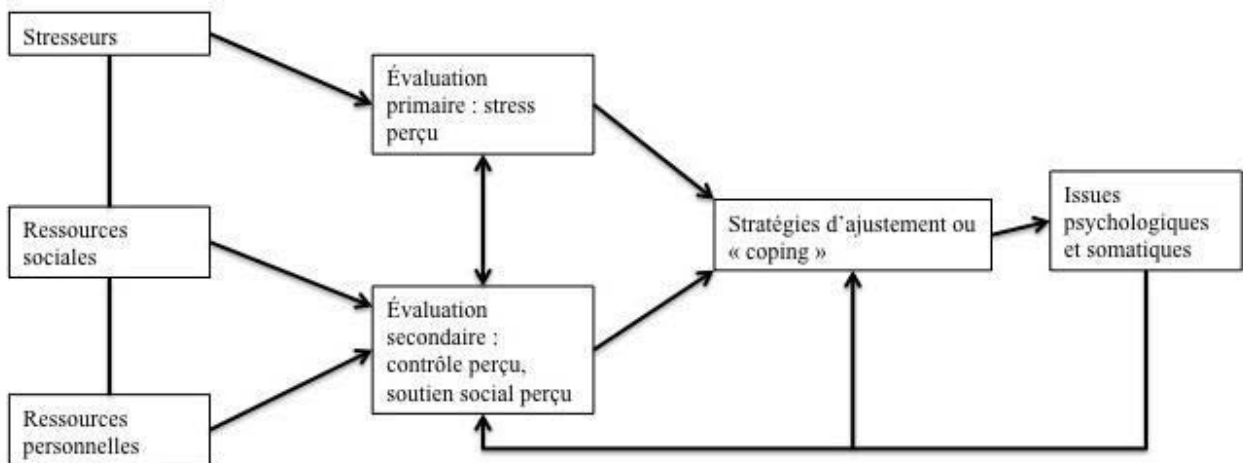 Stresseurs
Évaluation
primaire : stress
perçu
Ressources
sociales
Stratégies d'ajustement ou
« coping »
Issues
psychologiques
et somatiques
Évaluation
secondaire :
contrôle perçu,
soutien social perçu
Ressources
personnelles